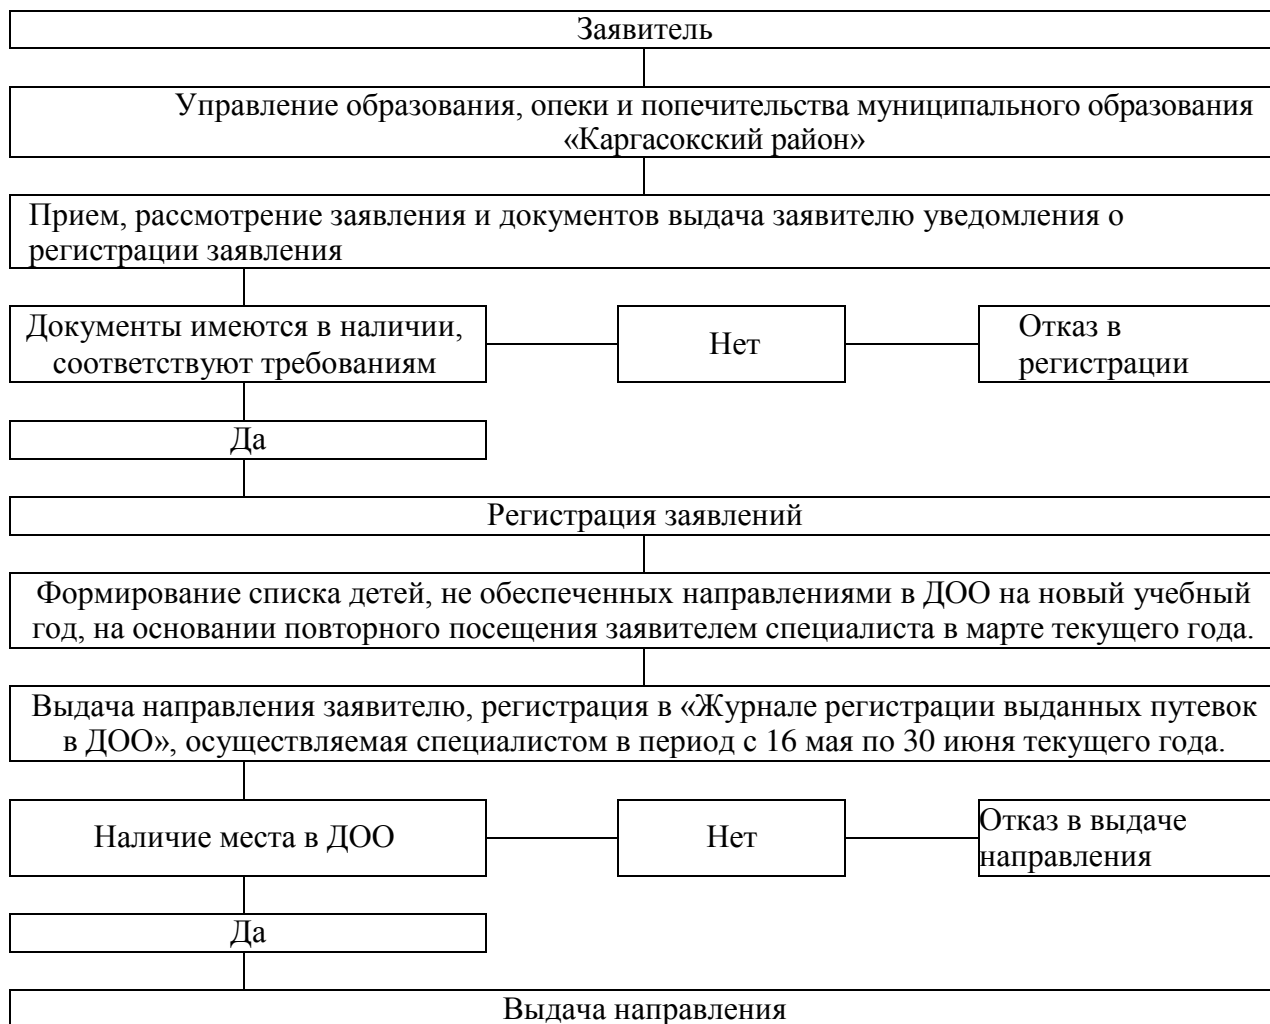 Заявитель
Управление образования, опеки и попечительства муниципального образования
«Каргасокский район»
Прием, рассмотрение заявления и документов выдача заявителю уведомления о
регистрации заявления
Документы имеются в наличии,
соответствуют требованиям
Нет
Отказ в
регистрации
Да
Регистрация заявлений
Формирование списка детей, не обеспеченных направлениями в ДОО на новый учебный
год, на основании повторного посещения заявителем специалиста в марте текущего года.
Выдача направления заявителю, регистрация в «Журнале регистрации выданных путевок
в ДОО», осуществляемая специалистом в период с 16 мая по 30 июня текущего года.
Наличие места в ДОО
Нет
Отказ в выдаче
направления
Да
Выдача направления